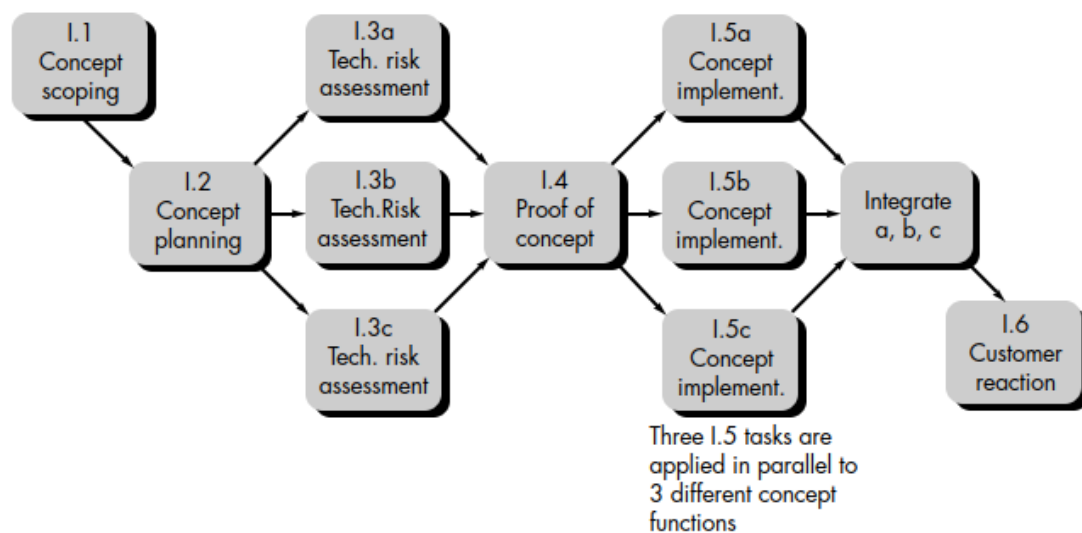 I.1
Concept
scoping
I.2
Concept
planning
I.3a
Tech. risk
assessment
I.3b
Tech.Risk
assessment
I.3c
Tech. risk
assessment
I.4
Proof of
concept
I.5a
Concept
implement.
I.5b
Concept
implement.
I.5c
Concept
implement.
Three I.5 tasks are
applied in parallel to
3 different concept
functions
Integrate
a, b, c
I.6
Customer
reaction